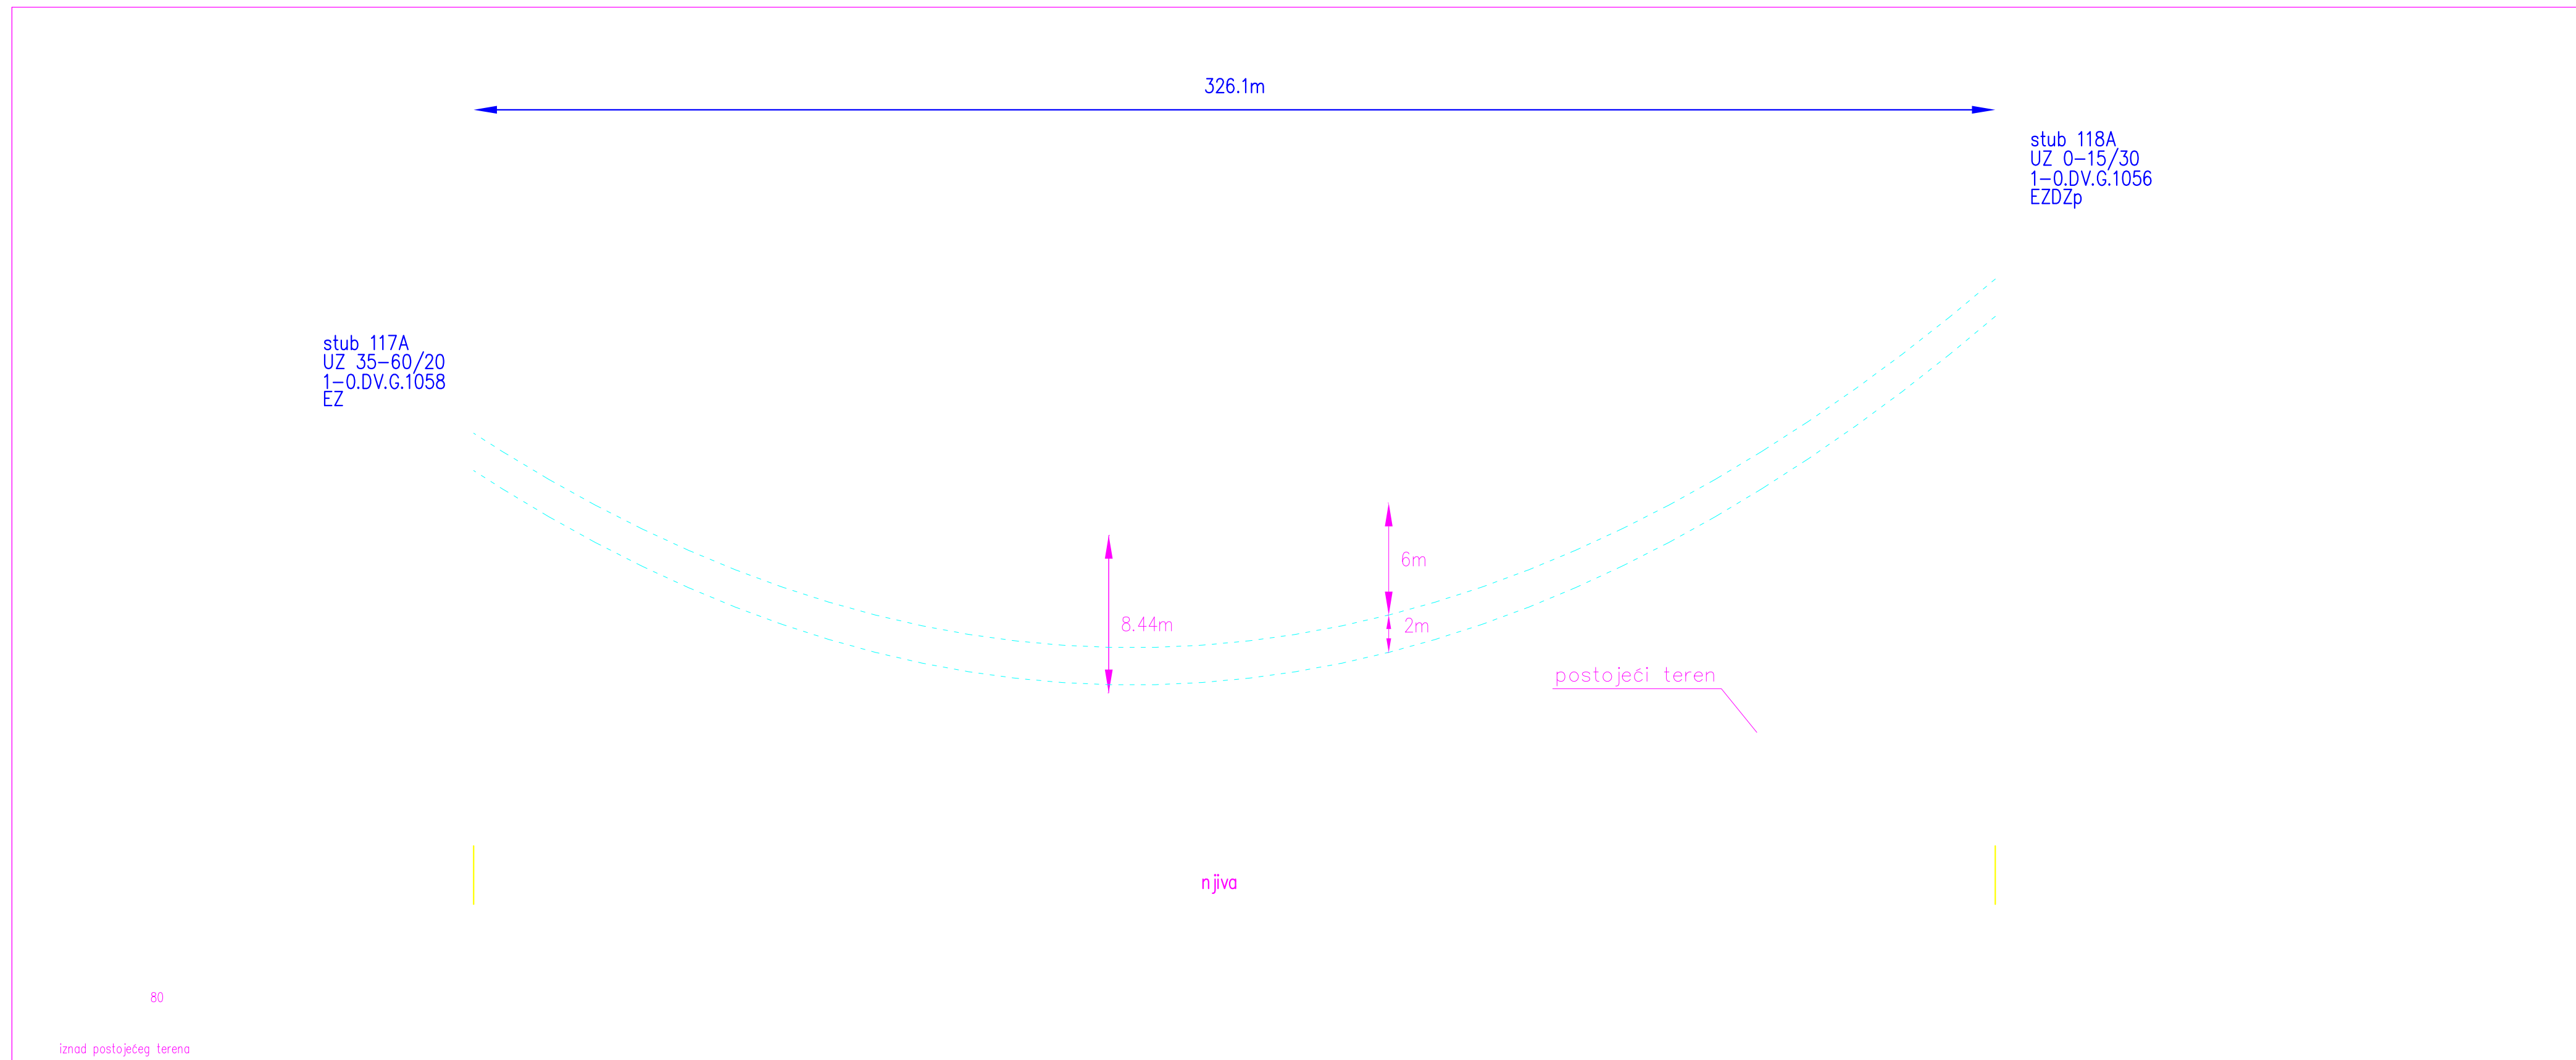 326.1m
stub 118A
UZ 0-15/30
1-0.DV.G.1056
EZDZp
stub 117A
UZ 35-60/20
1-0.DV.G.1058
EZ
6m
8.44m
2m
postojeći teren
njiva
80
iznad postojećeg terena